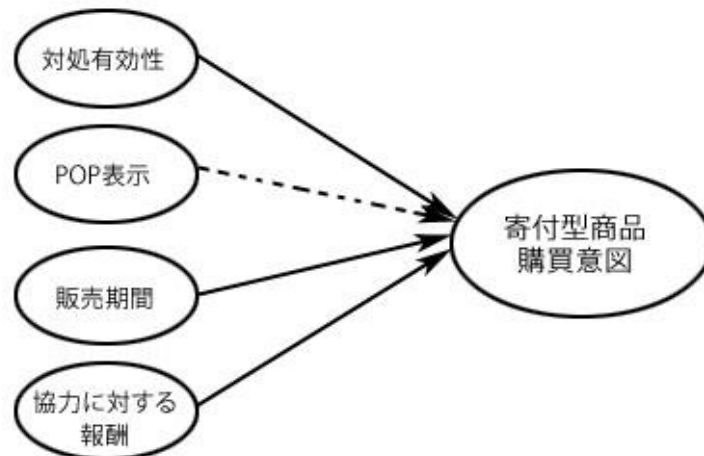 対処有効性
POP表示
販売期間
協力に対する
報酬
寄付型商品
購買意図